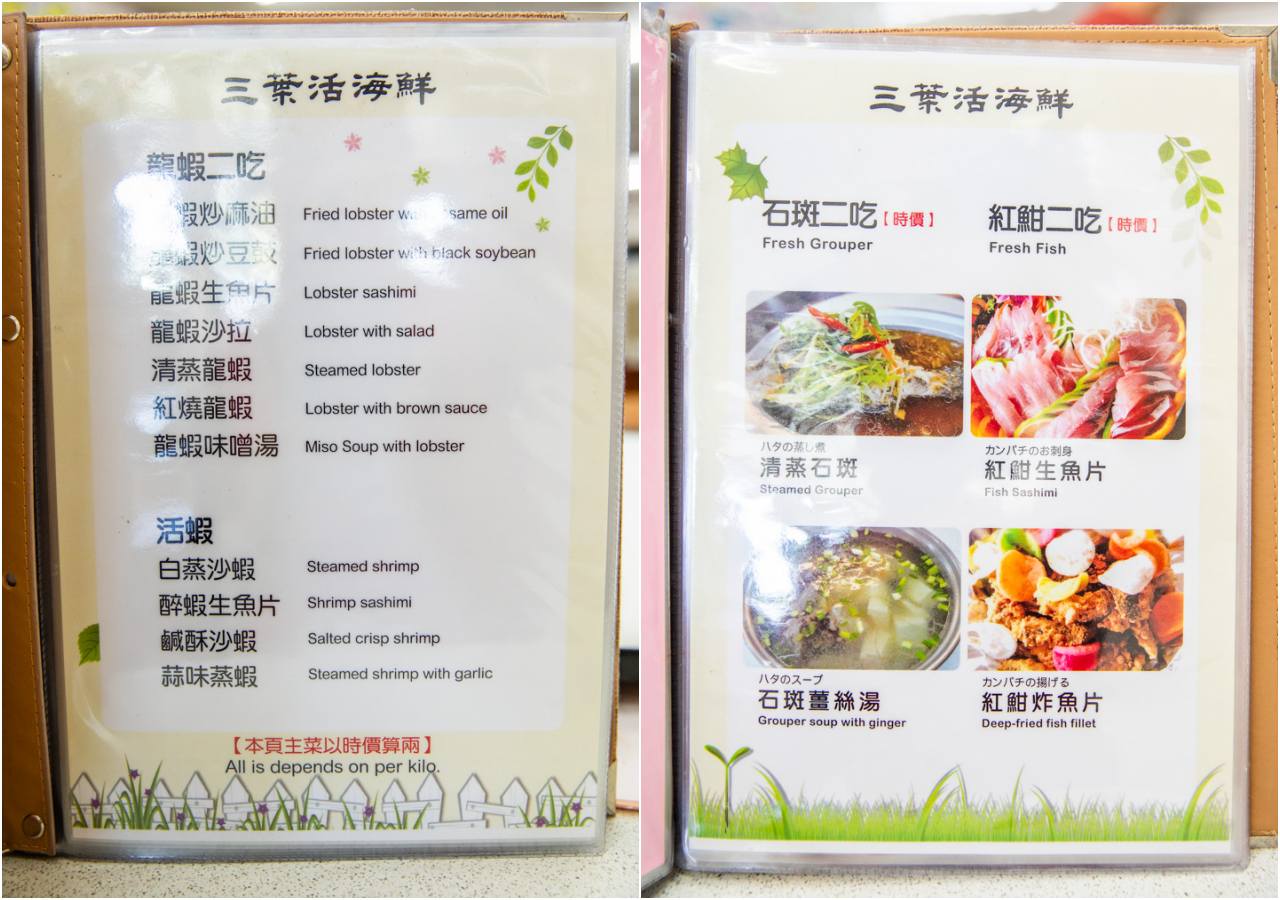 三葉活海鮮
龍蝦二吃
蝦炒麻油 Fried lobster with same oil
蝦炒豆豉 Fried lobster with black soybean
龍蝦生魚片 Lobster sashimi
龍蝦沙拉 Lobster with salad
清蒸龍蝦 Steamed lobster
紅燒龍蝦 Lobster with brown sauce
龍蝦味噌湯 Miso Soup with lobster
活蝦
白蒸沙蝦 Steamed shrimp
醉蝦生魚片 Shrimp sashimi
鹹酥沙蝦 Salted crisp shrimp
蒜味蒸蝦 Steamed shrimp with garlic
【本頁主菜以時價算兩】
All is depends on per kilo.
三葉活海鮮
石斑二吃【時價】
Fresh Grouper
紅魽二吃【時價】
Fresh Fish
ハタの蒸し煮
清蒸石斑
Steamed Grouper
カンパチのお刺身
紅魽生魚片
Fish Sashimi
ハタのスープ
石斑薑絲湯
Grouper soup with ginger
カンパチの揚げる
紅魽炸魚片
Deep-fried fish fillet